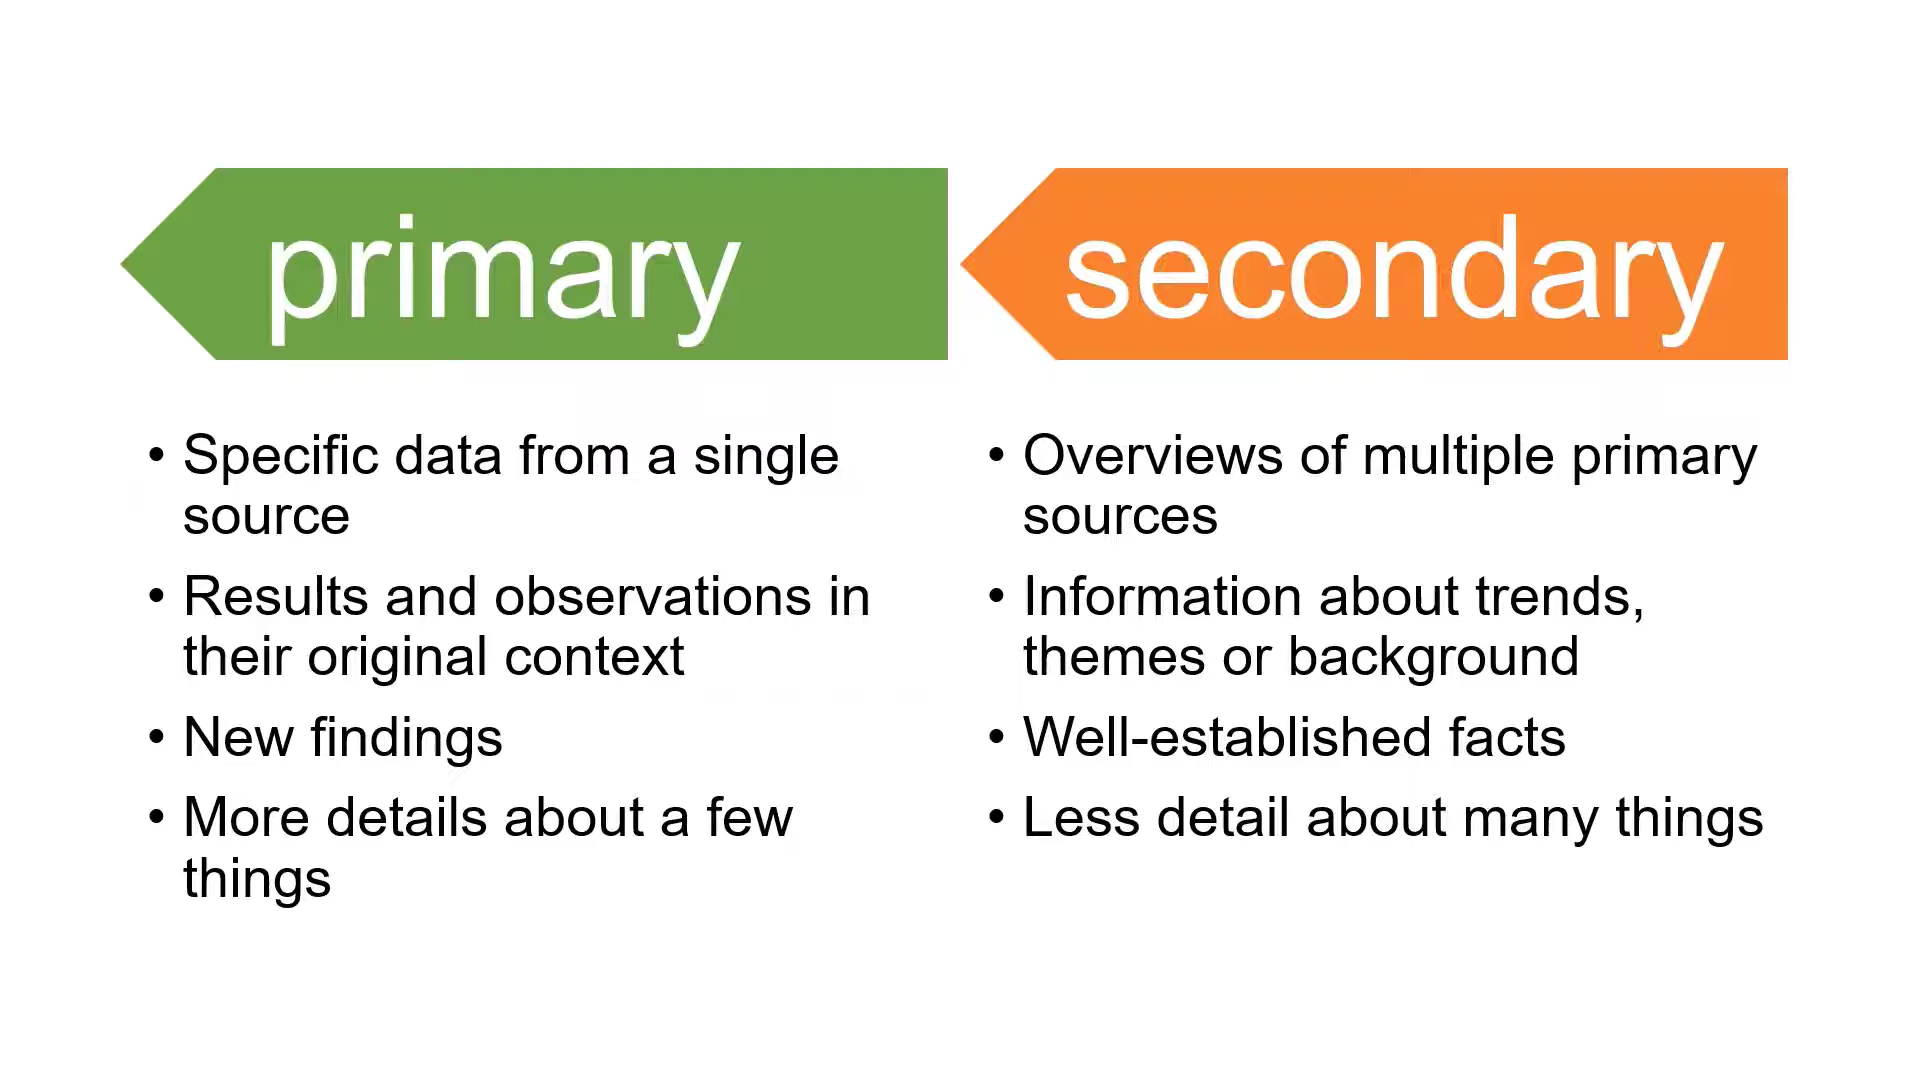 primary
• Specific data from a single
source
• Results and observations in
their original context
• New findings
• More details about a few
things
secondary
• Overviews of multiple primary
sources
• Information about trends,
themes or background
• Well-established facts
• Less detail about many things